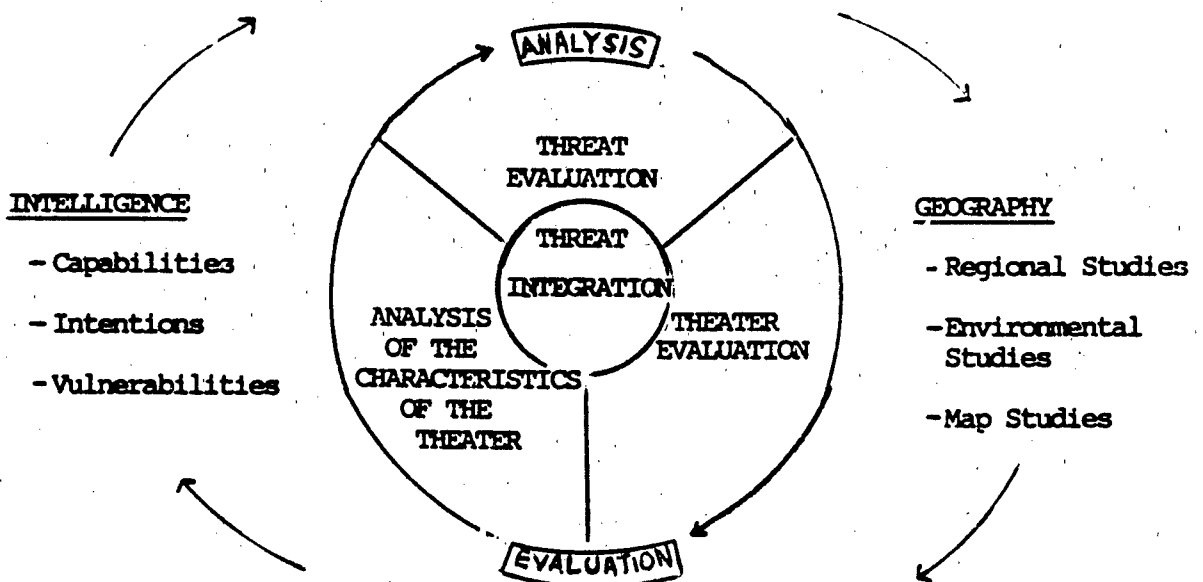 ANALYSIS
THREAT
EVALUATION
THREAT
INTEGRATION
ANALYSIS
OF THE
CHARACTERISTICS
OF THE
THEATER
THEATER
EVALUATION
EVALUATION
INTELLIGENCE
- Capabilities
- Intentions
- Vulnerabilities
GEOGRAPHY
- Regional Studies
- Environmental
Studies
- Map Studies